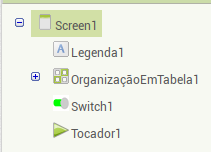 Screen1
A Legenda1
OrganizaçãoEmTabela1
Switch1
Tocador1